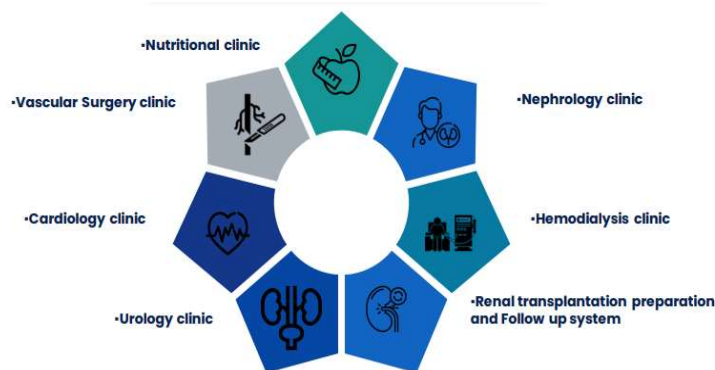 •Nutritional clinic
•Vascular Surgery clinic
•Nephrology clinic
•Cardiology clinic
•Hemodialysis clinic
•Urology clinic
•Renal transplantation preparation
and Follow up system